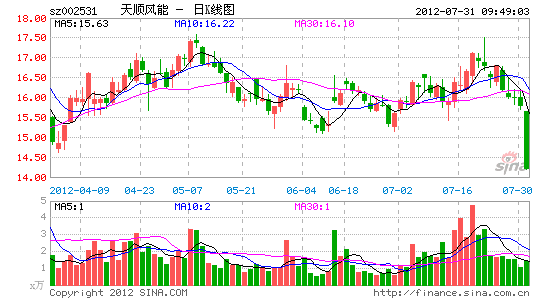 sz002531 天顺风能 - 日K线图 2012-07-31 09:49:03
MA5:15.63 MA10:16.22 MA30:16.10
18.00
17.50
17.00
16.50
16.00
15.50
15.00
14.50
14.00
sina
2012-04-09 04-23 05-07 05-21 06-04 06-18 07-02 07-16 07-30
MA5:1 MA10:2 MA30:1
5
4
3
2
1
x万
sina
Copyright 2012 SINA.COM http://finance.sina.com.cn